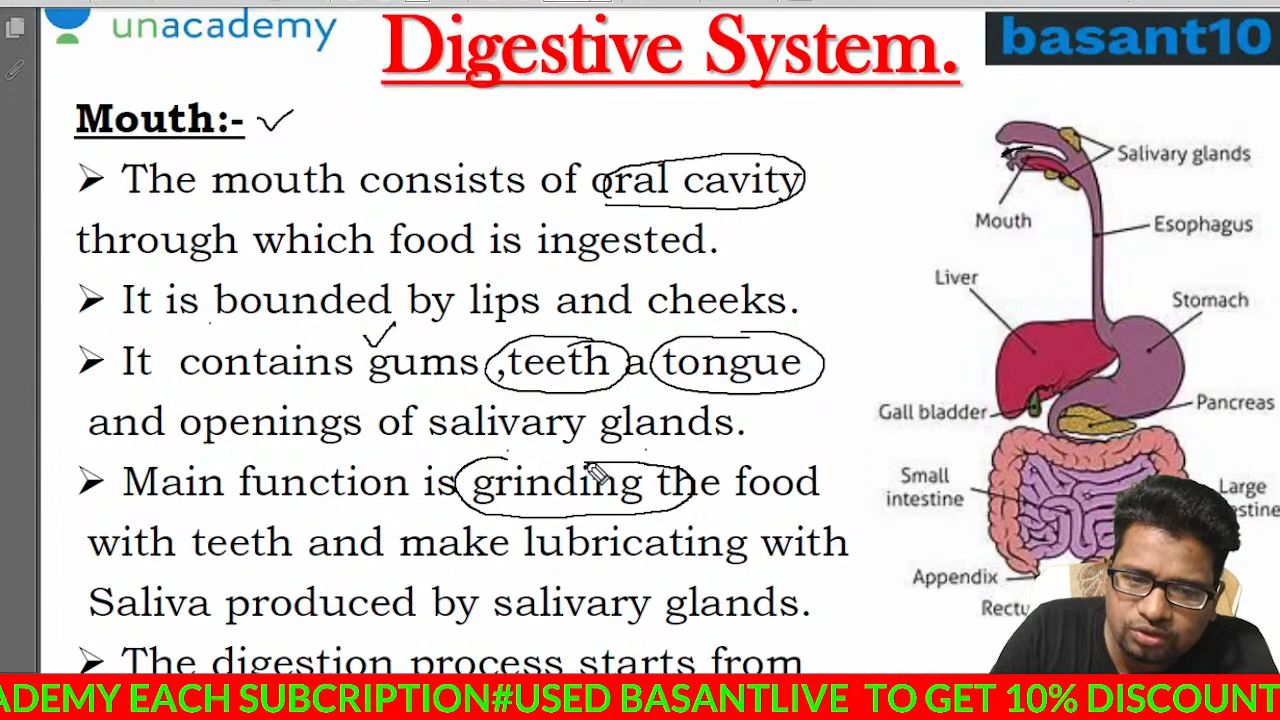 unacademy
Digestive System.
basant10
Mouth:-
➢ The mouth consists of oral cavity
through which food is ingested.
➢ It is bounded by lips and cheeks.
➢ It contains gums ,teeth a tongue
and openings of salivary glands.
➢ Main function is grinding the food
with teeth and make lubricating with
Saliva produced by salivary glands.
➢ The digestion process starts from
Salivary glands
Mouth
Esophagus
Liver
Stomach
Gall bladder
Pancreas
Small
intestine
Large
Appendix
ADEMY EACH SUBCRIPTION#USED BASANTLIVE TO GET 10% DISCOUNT